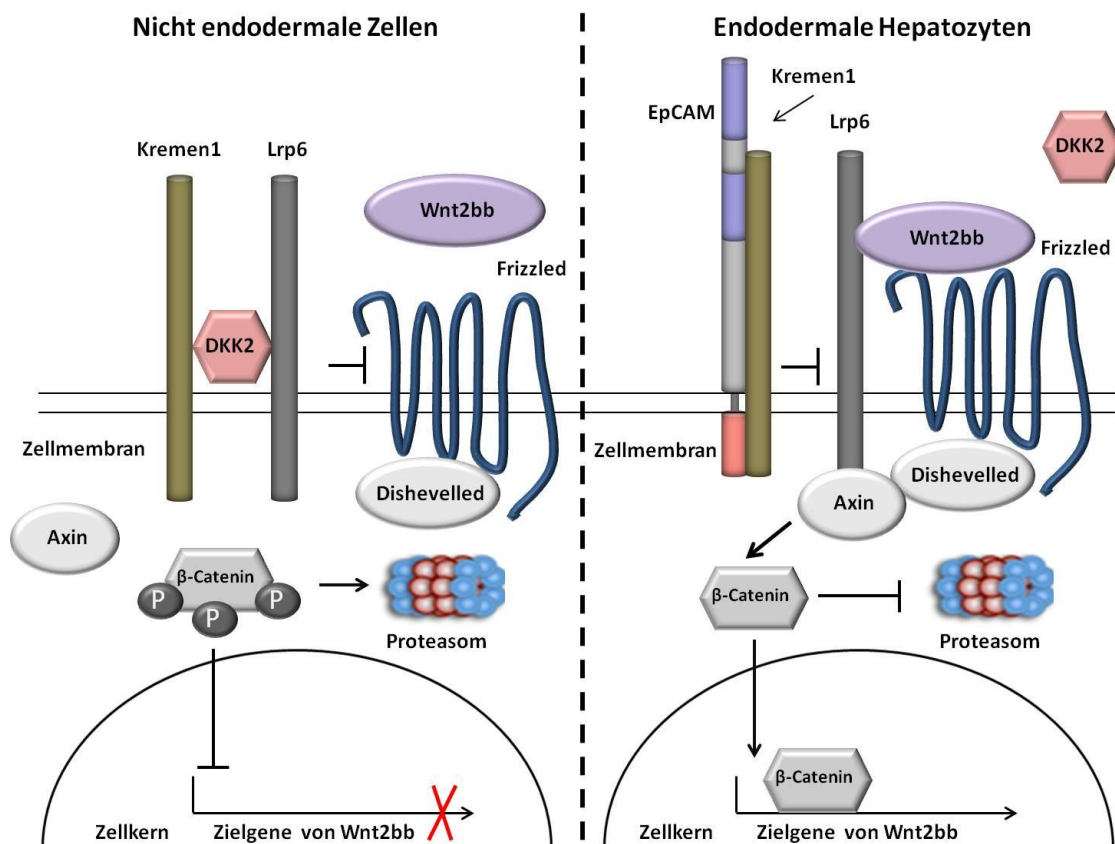 Nicht endodermale Zellen
Kremen1
Lrp6
Wnt2bb
Frizzled
DKK2
Zellmembran
Dishevelled
Axin
β-Catenin
P
P
P
Proteasom
Zellkern
Zielgene von Wnt2bb
Endodermale Hepatozyten
Kremen1
EpCAM
Lrp6
DKK2
Wnt2bb
Frizzled
Zellmembran
Dishevelled
Axin
β-Catenin
Proteasom
β-Catenin
Zellkern
Zielgene von Wnt2bb